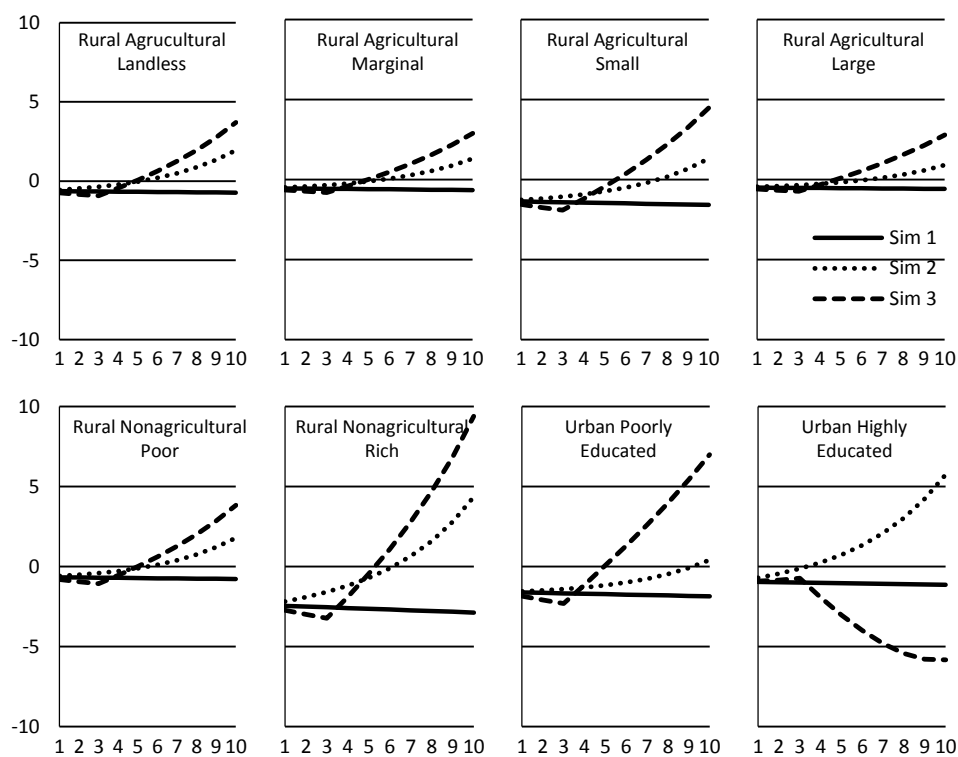 10
5
0
-5
-10
Rural Agrucultural
Landless
1 2 3 4 5 6 7 8 9 10
Rural Agricultural
Marginal
1 2 3 4 5 6 7 8 9 10
Rural Agricultural
Small
1 2 3 4 5 6 7 8 9 10
Rural Agricultural
Large
Sim 1
Sim 2
Sim 3
1 2 3 4 5 6 7 8 9 10
10
5
0
-5
-10
Rural Nonagricultural
Poor
1 2 3 4 5 6 7 8 9 10
Rural Nonagricultural
Rich
1 2 3 4 5 6 7 8 9 10
Urban Poorly
Educated
1 2 3 4 5 6 7 8 9 10
Urban Highly
Educated
1 2 3 4 5 6 7 8 9 10